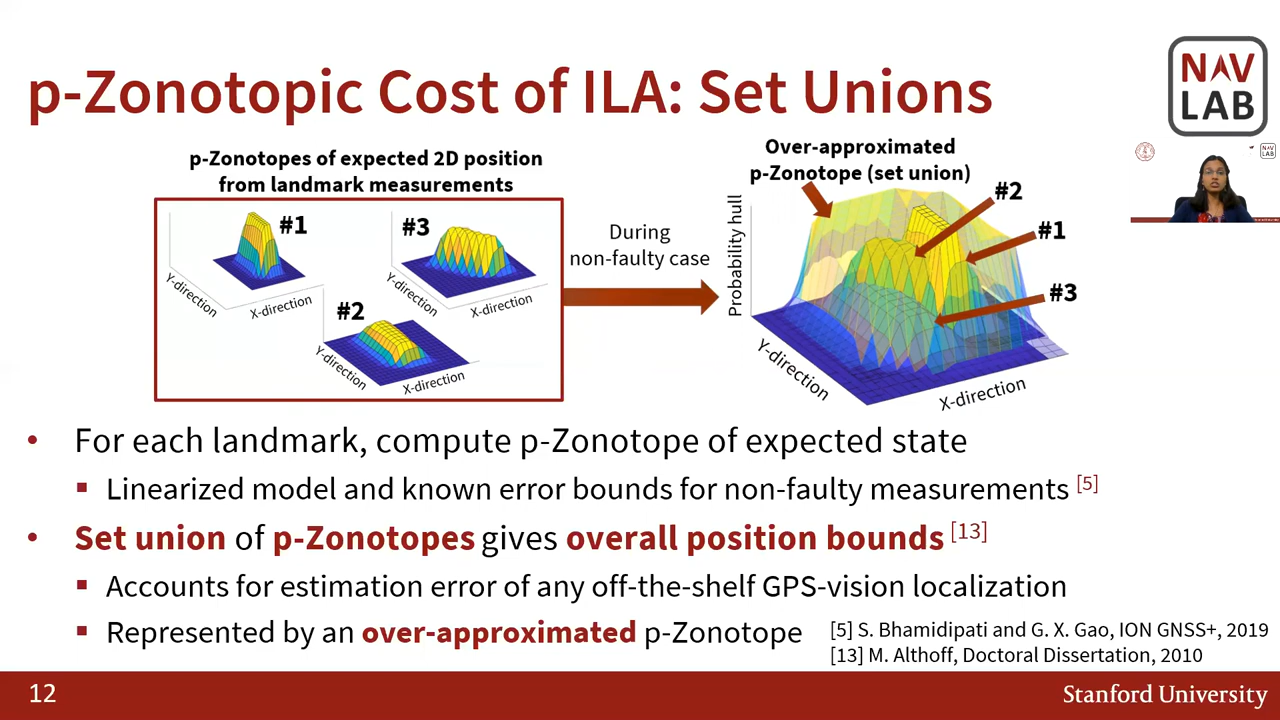 p-Zonotopic Cost of ILA: Set Unions
NAV
LAB
p-Zonotopes of expected 2D position
from landmark measurements
#1
Y-direction
X-direction
#3
Y-direction
X-direction
#2
Y-direction
X-direction
During
non-faulty case
Over-approximated
p-Zonotope (set union)
#2
#1
#3
Probability hull
Y-direction
X-direction
• For each landmark, compute p-Zonotope of expected state
▪ Linearized model and known error bounds for non-faulty measurements [5]
• Set union of p-Zonotopes gives overall position bounds [13]
▪ Accounts for estimation error of any off-the-shelf GPS-vision localization
▪ Represented by an over-approximated p-Zonotope
[5] S. Bhamidipati and G. X. Gao, ION GNSS+, 2019
[13] M. Althoff, Doctoral Dissertation, 2010
12
Stanford University